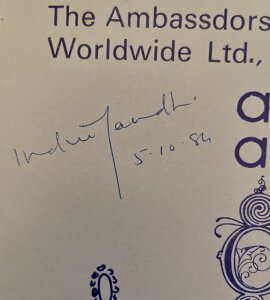 The Ambassdors
Worldwide Ltd.,
a
Indira Gandhi.
a
5.10.84